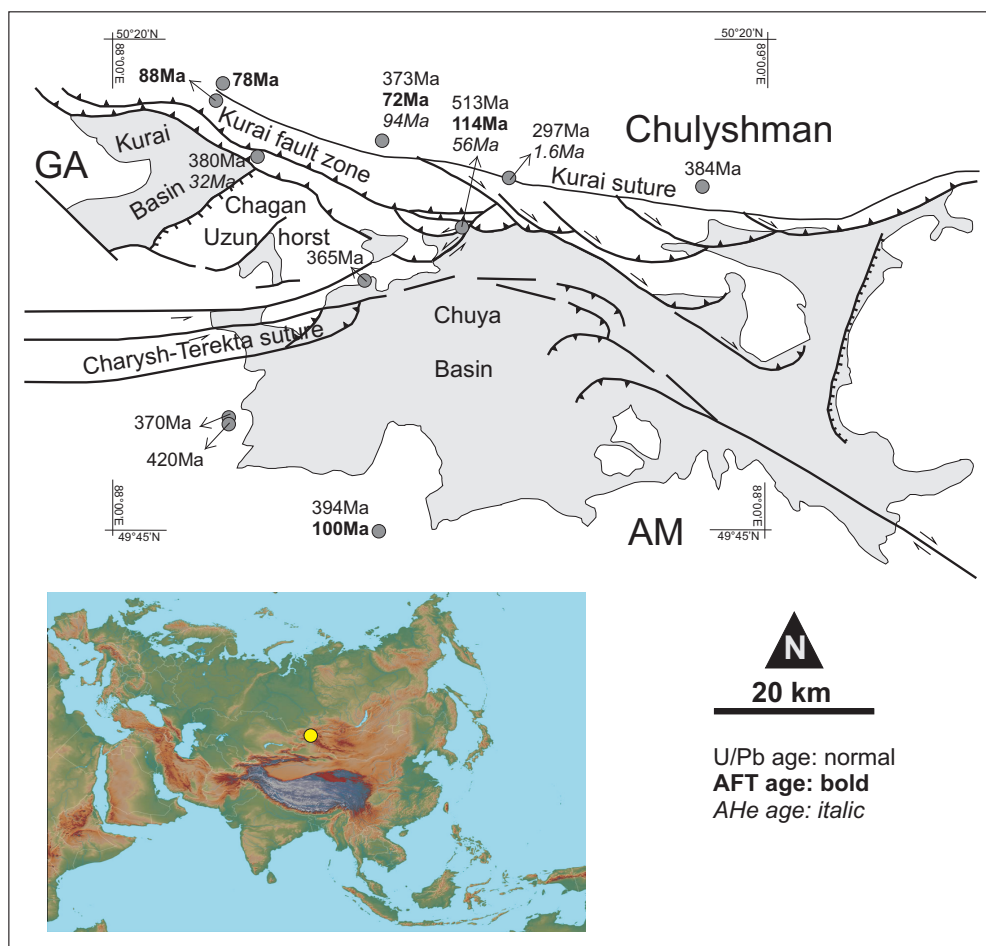 50°20'N
50°20'N
88°00'E
89°00'E
88Ma
78Ma
373Ma
72Ma
94Ma
513Ma
114Ma
56Ma
297Ma
1.6Ma
Chulyshman
Kurai fault zone
Kurai
Basin
GA
380Ma
32Ma
Kurai suture
384Ma
Chagan
Uzun horst
365Ma
Chuya
Basin
Charysh-Terekta suture
370Ma
420Ma
394Ma
100Ma
AM
88°00'E
49°45'N
88°00'E
49°45'N
N
20 km
U/Pb age: normal
AFT age: bold
AHe age: italic